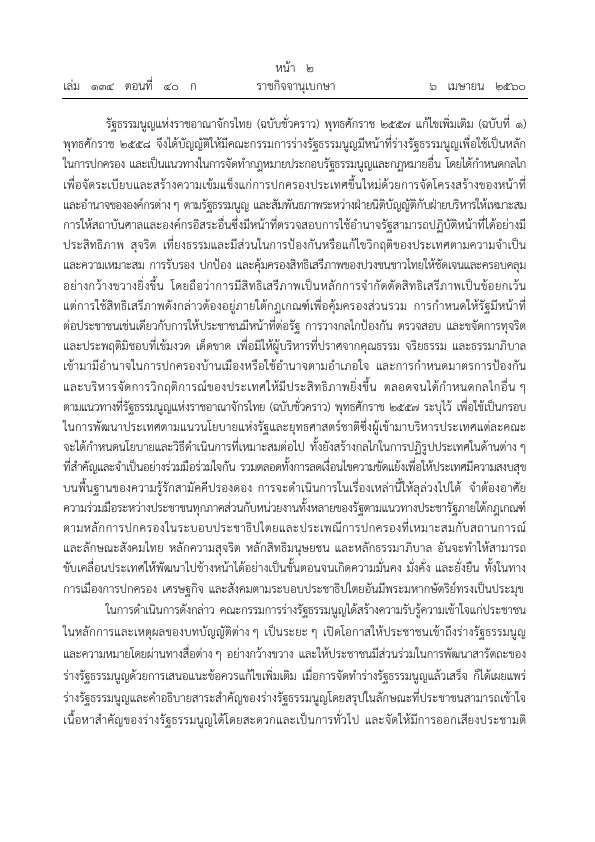 หน้า ๒
เล่ม ๑๓๔ ตอนที่ ๔๐ ก ราชกิจจานุเบกษา ๖ เมษายน ๒๕๖๐
รัฐธรรมนูญแห่งราชอาณาจักรไทย (ฉบับชั่วคราว) พุทธศักราช ๒๕๕๗ แก้ไขเพิ่มเติม (ฉบับที่ ๑)
พุทธศักราช ๒๕๕๘ จึงได้บัญญัติให้มีคณะกรรมการร่างรัฐธรรมนูญมีหน้าที่ร่างรัฐธรรมนูญเพื่อใช้เป็นหลัก
ในการปกครอง และเป็นแนวทางในการจัดทำกฎหมายประกอบรัฐธรรมนูญและกฎหมายอื่น โดยได้กำหนดกลไก
เพื่อจัดระเบียบและสร้างความเข้มแข็งแก่การปกครองประเทศขึ้นใหม่ด้วยการจัดโครงสร้างของหน้าที่
และอำนาจขององค์กรต่าง ๆ ตามรัฐธรรมนูญ และสัมพันธภาพระหว่างฝ่ายนิติบัญญัติกับฝ่ายบริหารให้เหมาะสม
การให้สถาบันศาลและองค์กรอิสระอื่นซึ่งมีหน้าที่ตรวจสอบการใช้อำนาจรัฐสามารถปฏิบัติหน้าที่ได้อย่างมี
ประสิทธิภาพ สุจริต เที่ยงธรรมและมีส่วนในการป้องกันหรือแก้ไขวิกฤติของประเทศตามความจำเป็น
และความเหมาะสม การรับรอง ปกป้อง และคุ้มครองสิทธิเสรีภาพของปวงชนชาวไทยให้ชัดเจนและครอบคลุม
อย่างกว้างขวางยิ่งขึ้น โดยถือว่าการมีสิทธิเสรีภาพเป็นหลักการจำกัดตัดสิทธิเสรีภาพเป็นข้อยกเว้น
แต่การใช้สิทธิเสรีภาพดังกล่าวต้องอยู่ภายใต้กฎเกณฑ์เพื่อคุ้มครองส่วนรวม การกำหนดให้รัฐมีหน้าที่
ต่อประชาชนเช่นเดียวกับการให้ประชาชนมีหน้าที่ต่อรัฐ การวางกลไกป้องกัน ตรวจสอบ และขจัดการทุจริต
และประพฤติมิชอบที่เข้มงวด เด็ดขาด เพื่อมิให้ผู้บริหารที่ปราศจากคุณธรรม จริยธรรม และธรรมาภิบาล
เข้ามามีอำนาจในการปกครองบ้านเมืองหรือใช้อำนาจตามอำเภอใจ และการกำหนดมาตรการป้องกัน
และบริหารจัดการวิกฤติการณ์ของประเทศให้มีประสิทธิภาพยิ่งขึ้น ตลอดจนได้กำหนดกลไกอื่น ๆ
ตามแนวทางที่รัฐธรรมนูญแห่งราชอาณาจักรไทย (ฉบับชั่วคราว) พุทธศักราช ๒๕๕๗ ระบุไว้ เพื่อใช้เป็นกรอบ
ในการพัฒนาประเทศตามแนวนโยบายแห่งรัฐและยุทธศาสตร์ชาติซึ่งผู้เข้ามาบริหารประเทศแต่ละคณะ
จะได้กำหนดนโยบายและวิธีดำเนินการที่เหมาะสมต่อไป ทั้งยังสร้างกลไกในการปฏิรูปประเทศในด้านต่าง ๆ
ที่สำคัญและจำเป็นอย่างร่วมมือร่วมใจกัน รวมตลอดทั้งการลดเงื่อนไขความขัดแย้งเพื่อให้ประเทศมีความสงบสุข
บนพื้นฐานของความรู้รักสามัคคีปรองดอง การจะดำเนินการในเรื่องเหล่านี้ให้ลุล่วงไปได้ จำต้องอาศัย
ความร่วมมือระหว่างประชาชนทุกภาคส่วนกับหน่วยงานทั้งหลายของรัฐตามแนวทางประชารัฐภายใต้กฎเกณฑ์
ตามหลักการปกครองในระบอบประชาธิปไตยและประเพณีการปกครองที่เหมาะสมกับสถานการณ์
และลักษณะสังคมไทย หลักความสุจริต หลักสิทธิมนุษยชน และหลักธรรมาภิบาล อันจะทำให้สามารถ
ขับเคลื่อนประเทศให้พัฒนาไปข้างหน้าได้อย่างเป็นขั้นตอนจนเกิดความมั่นคง มั่งคั่ง และยั่งยืน ทั้งในทาง
การเมืองการปกครอง เศรษฐกิจ และสังคมตามระบอบประชาธิปไตยอันมีพระมหากษัตริย์ทรงเป็นประมุข
ในการดำเนินการดังกล่าว คณะกรรมการร่างรัฐธรรมนูญได้สร้างความรับรู้ความเข้าใจแก่ประชาชน
ในหลักการและเหตุผลของบทบัญญัติต่าง ๆ เป็นระยะ ๆ เปิดโอกาสให้ประชาชนเข้าถึงร่างรัฐธรรมนูญ
และความหมายโดยผ่านทางสื่อต่าง ๆ อย่างกว้างขวาง และให้ประชาชนมีส่วนร่วมในการพัฒนาสารัตถะของ
ร่างรัฐธรรมนูญด้วยการเสนอแนะข้อควรแก้ไขเพิ่มเติม เมื่อการจัดทำร่างรัฐธรรมนูญแล้วเสร็จ ก็ได้เผยแพร่
ร่างรัฐธรรมนูญและคำอธิบายสาระสำคัญของร่างรัฐธรรมนูญโดยสรุปในลักษณะที่ประชาชนสามารถเข้าใจ
เนื้อหาสำคัญของร่างรัฐธรรมนูญได้โดยสะดวกและเป็นการทั่วไป และจัดให้มีการออกเสียงประชามติ